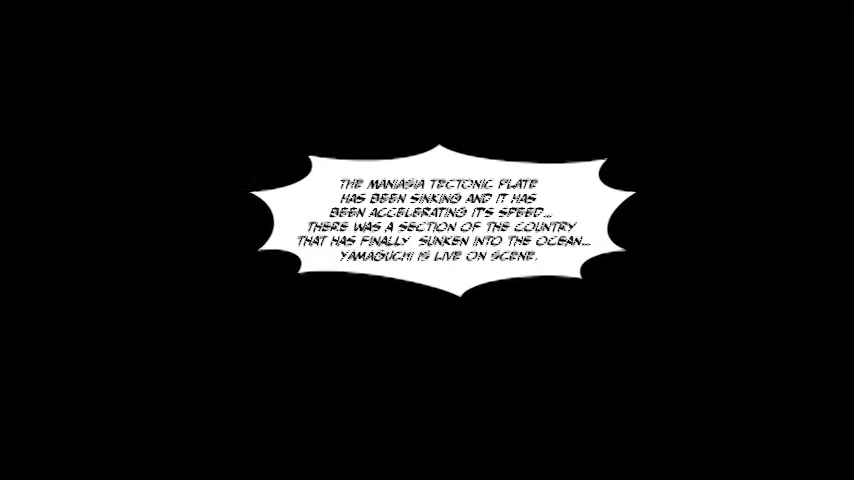 THE MANIASIA TECTONIC PLATE
HAS BEEN SINKING AND IT HAS
BEEN ACCELERATING IT'S SPEED...
THERE WAS A SECTION OF THE COUNTRY
THAT HAS FINALLY SUNKEN INTO THE OCEAN...
YAMAGUCHI IS LIVE ON SCENE.